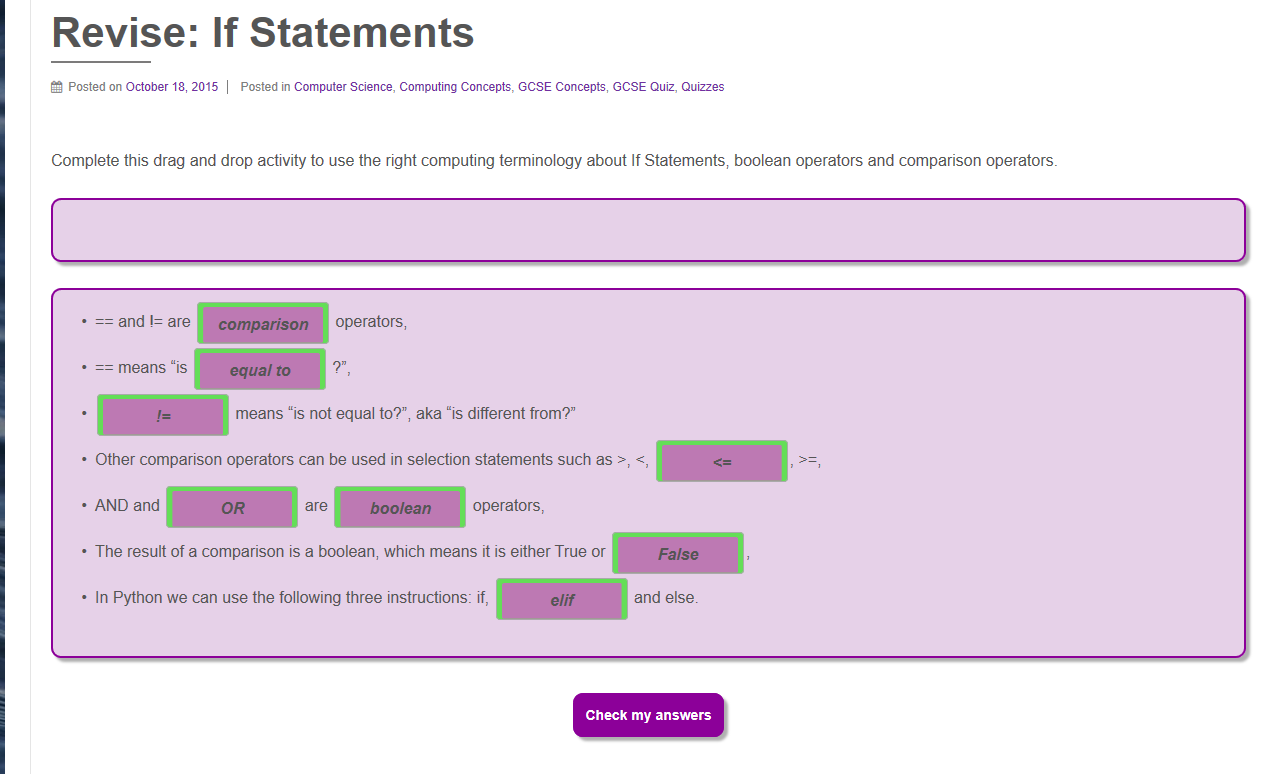 Revise: If Statements
Posted on October 18, 2015 | Posted in Computer Science, Computing Concepts, GCSE Concepts, GCSE Quiz, Quizzes
Complete this drag and drop activity to use the right computing terminology about If Statements, boolean operators and comparison operators.
• == and != are comparison operators,
• == means “is equal to ?”,
• != means “is not equal to?”, aka “is different from?”
• Other comparison operators can be used in selection statements such as >, <, <= , >=,
• AND and OR are boolean operators,
• The result of a comparison is a boolean, which means it is either True or False ,
• In Python we can use the following three instructions: if, elif and else.
Check my answers